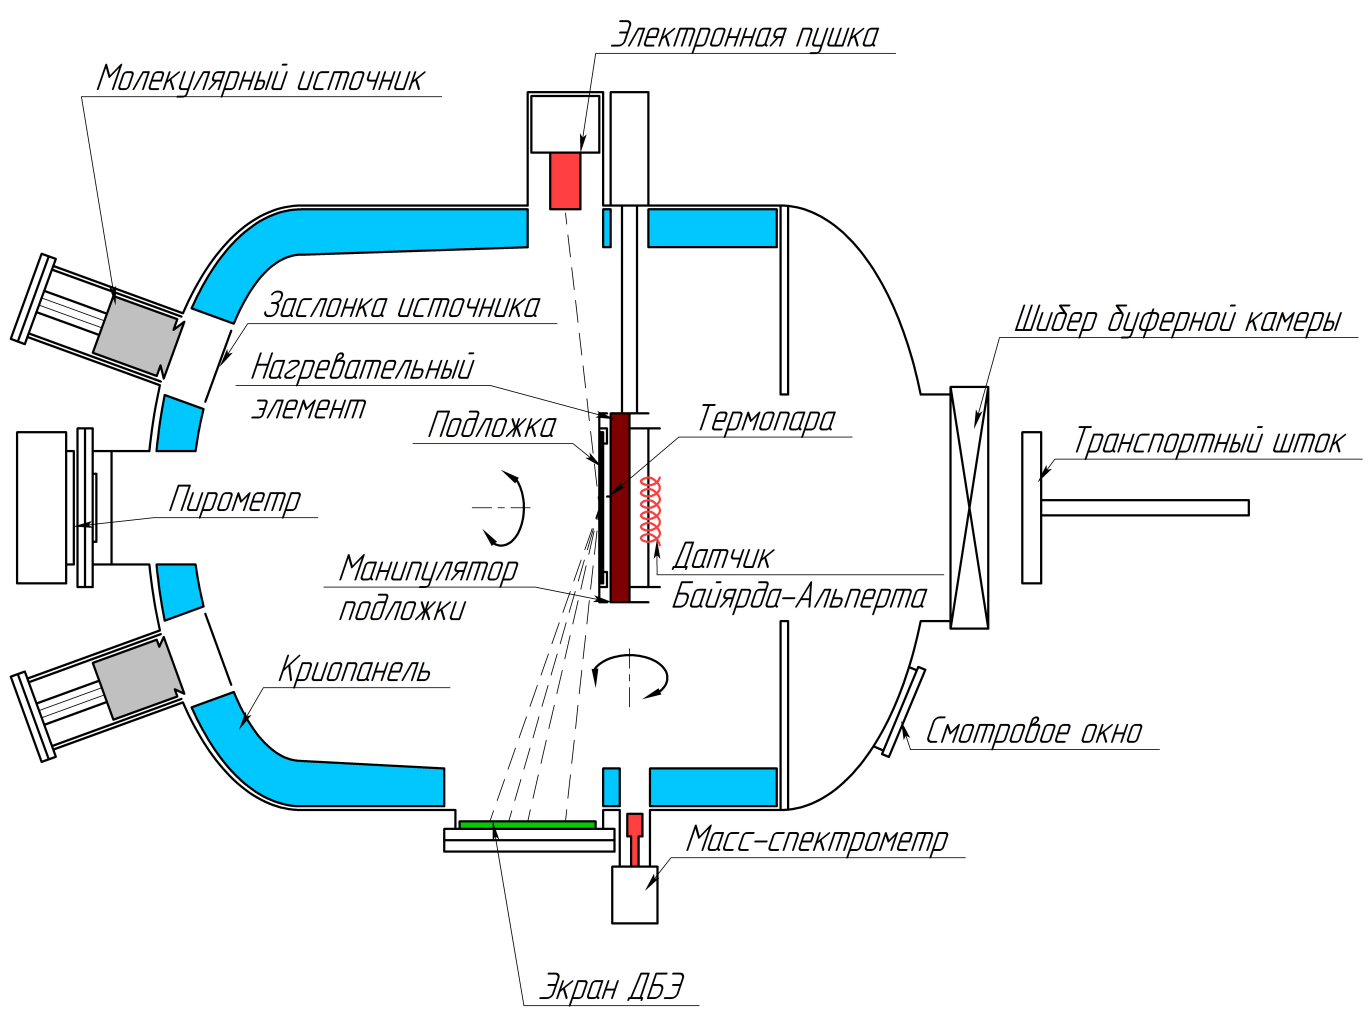 Электронная пушка
Молекулярный источник
Заслонка источника
Шибер буферной камеры
Нагревательный
элемент
Термопара
Подложка
Транспортный шток
Пирометр
Датчик
Байярда-Альперта
Манипулятор
подложки
Криопанель
Смотровое окно
Масс-спектрометр
Экран ДБЭ